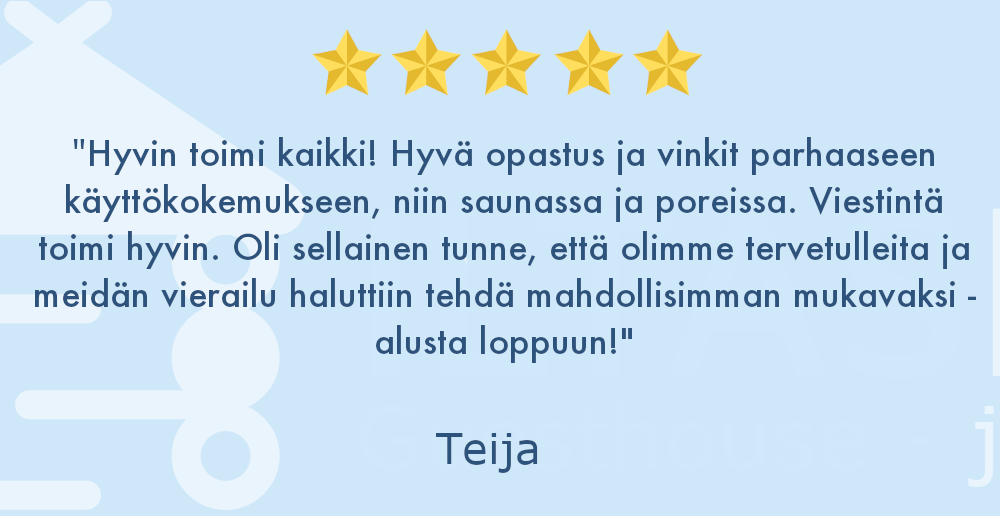 "Hyvin toimi kaikki! Hyvä opastus ja vinkit parhaaseen
käyttökokemukseen, niin saunassa ja poreissa. Viestintä
toimi hyvin. Oli sellainen tunne, että olimme tervetulleita ja
meidän vierailu haluttiin tehdä mahdollisimman mukavaksi -
alusta loppuun!"
Teija